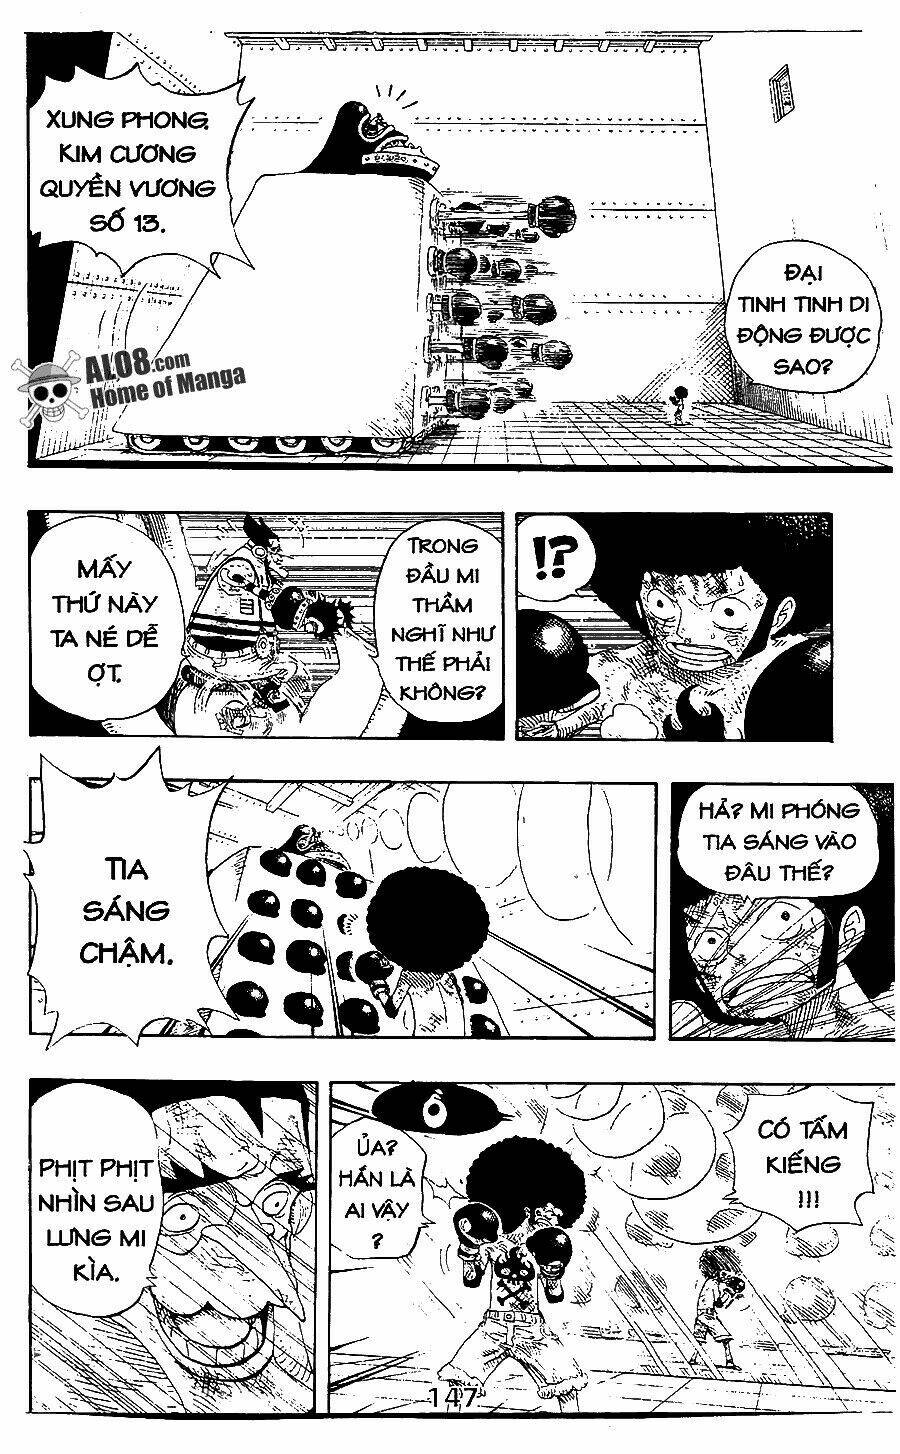 XUNG PHONG.
KIM CƯƠNG
QUYỀN VƯƠNG
SỐ 13.
ĐẠI
TINH TINH DI
ĐỘNG ĐƯỢC
SAO?
ALO8.com
Home of Manga
MẤY
THỨ NÀY
TA NÉ DỄ
ỢT.
TRONG
ĐẦU MI
THẦM
NGHĨ NHƯ
THẾ PHẢI
KHÔNG?
!?
TIA
SÁNG
CHẬM.
HẢ? MI PHÓNG
TIA SÁNG VÀO
ĐÂU THẾ?
PHỊT PHỊT
NHÌN SAU
LƯNG MI
KÌA.
ỦA?
HẮN LÀ
AI VẬY
?
CÓ TẤM
KIẾNG
!!!
147